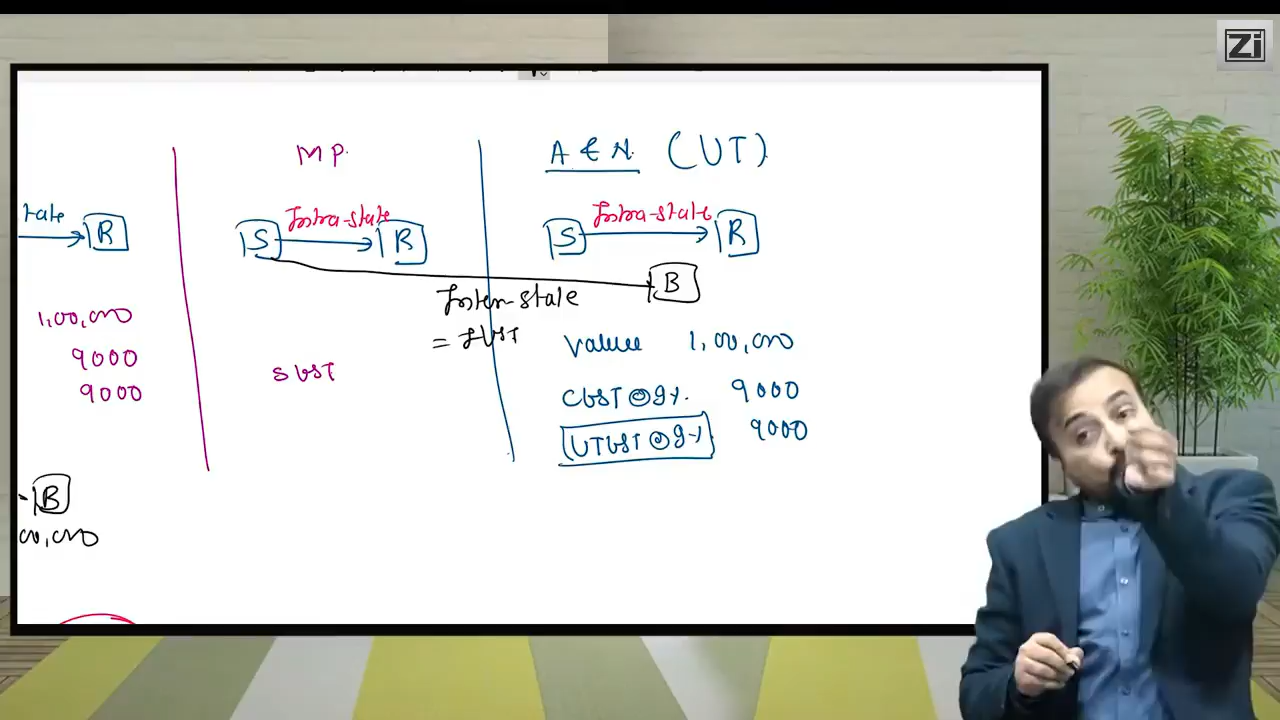 Zi
MP.
A & N. (UT)
tate
R
S
Intra-state
R
S
Intra-state
R
B
Inter-state
= IGST
1,00,000
9000
9000
SGST
Value 1,00,000
CGST@9%. 9000
UTGST@9% 9000
B
00,000